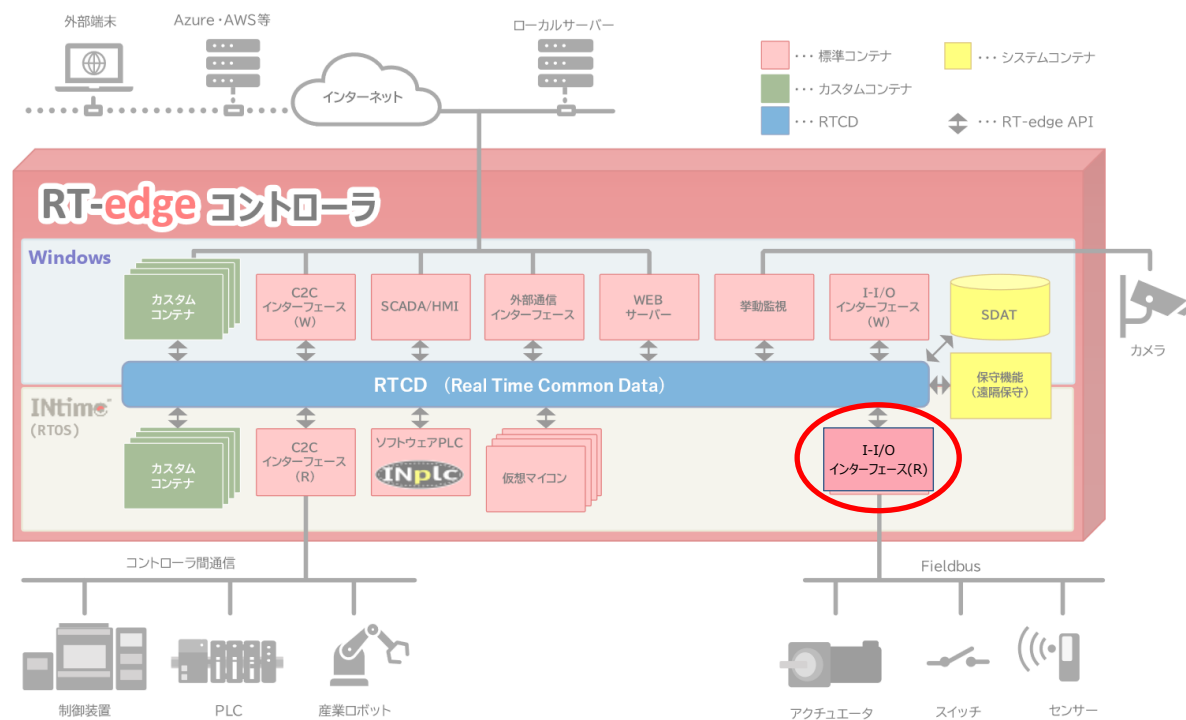 外部端末
Azure・AWS等
ローカルサーバー
インターネット
・・・標準コンテナ
・・・システムコンテナ
・・・カスタムコンテナ
・・・RTCD
・・・RT-edge API
RT-edge コントローラ
Windows
カスタム
コンテナ
C2C
インターフェース
(W)
SCADA/HMI
外部通信
インターフェース
WEB
サーバー
挙動監視
I-I/O
インターフェース
(W)
SDAT
カメラ
RTCD （Real Time Common Data）
保守機能
（遠隔保守）
INtime
(RTOS)
カスタム
コンテナ
C2C
インターフェース
(R)
ソフトウェアPLC
INplc
仮想マイコン
I-I/O
インターフェース(R)
コントローラ間通信
Fieldbus
制御装置
PLC
産業ロボット
アクチュエータ
スイッチ
センサー